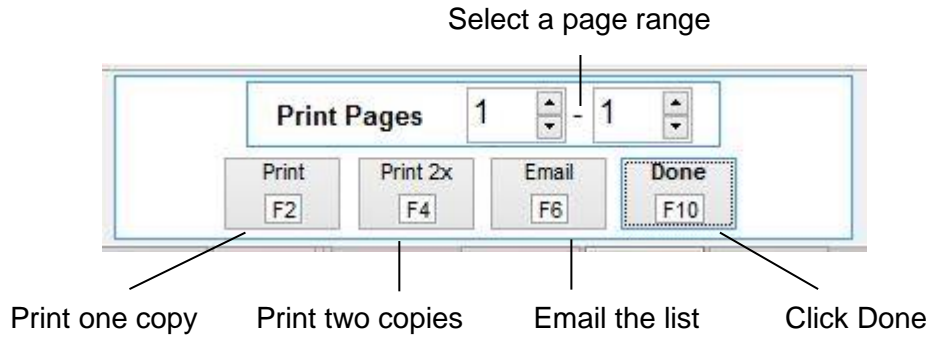 Select a page range
Print Pages 1 - 1
Print Print 2x Email Done
F2 F4 F6 F10
Print one copy Print two copies Email the list Click Done